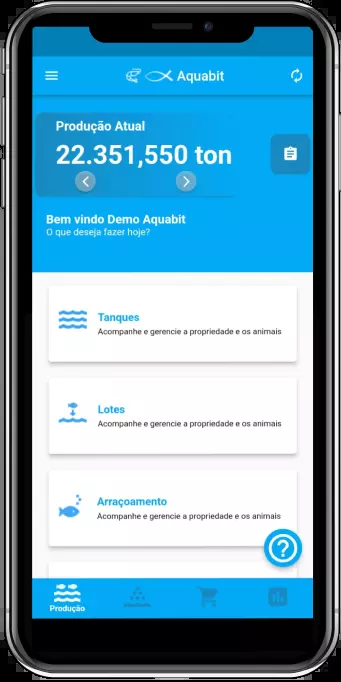 Aquabit
Produção Atual
22.351,550 ton
Bem vindo Demo Aquabit
O que deseja fazer hoje?
Tanques
Acompanhe e gerencie a propriedade e os animais
Lotes
Acompanhe e gerencie a propriedade e os animais
Arraçoamento
Acompanhe e gerencie a propriedade e os animais
Produção